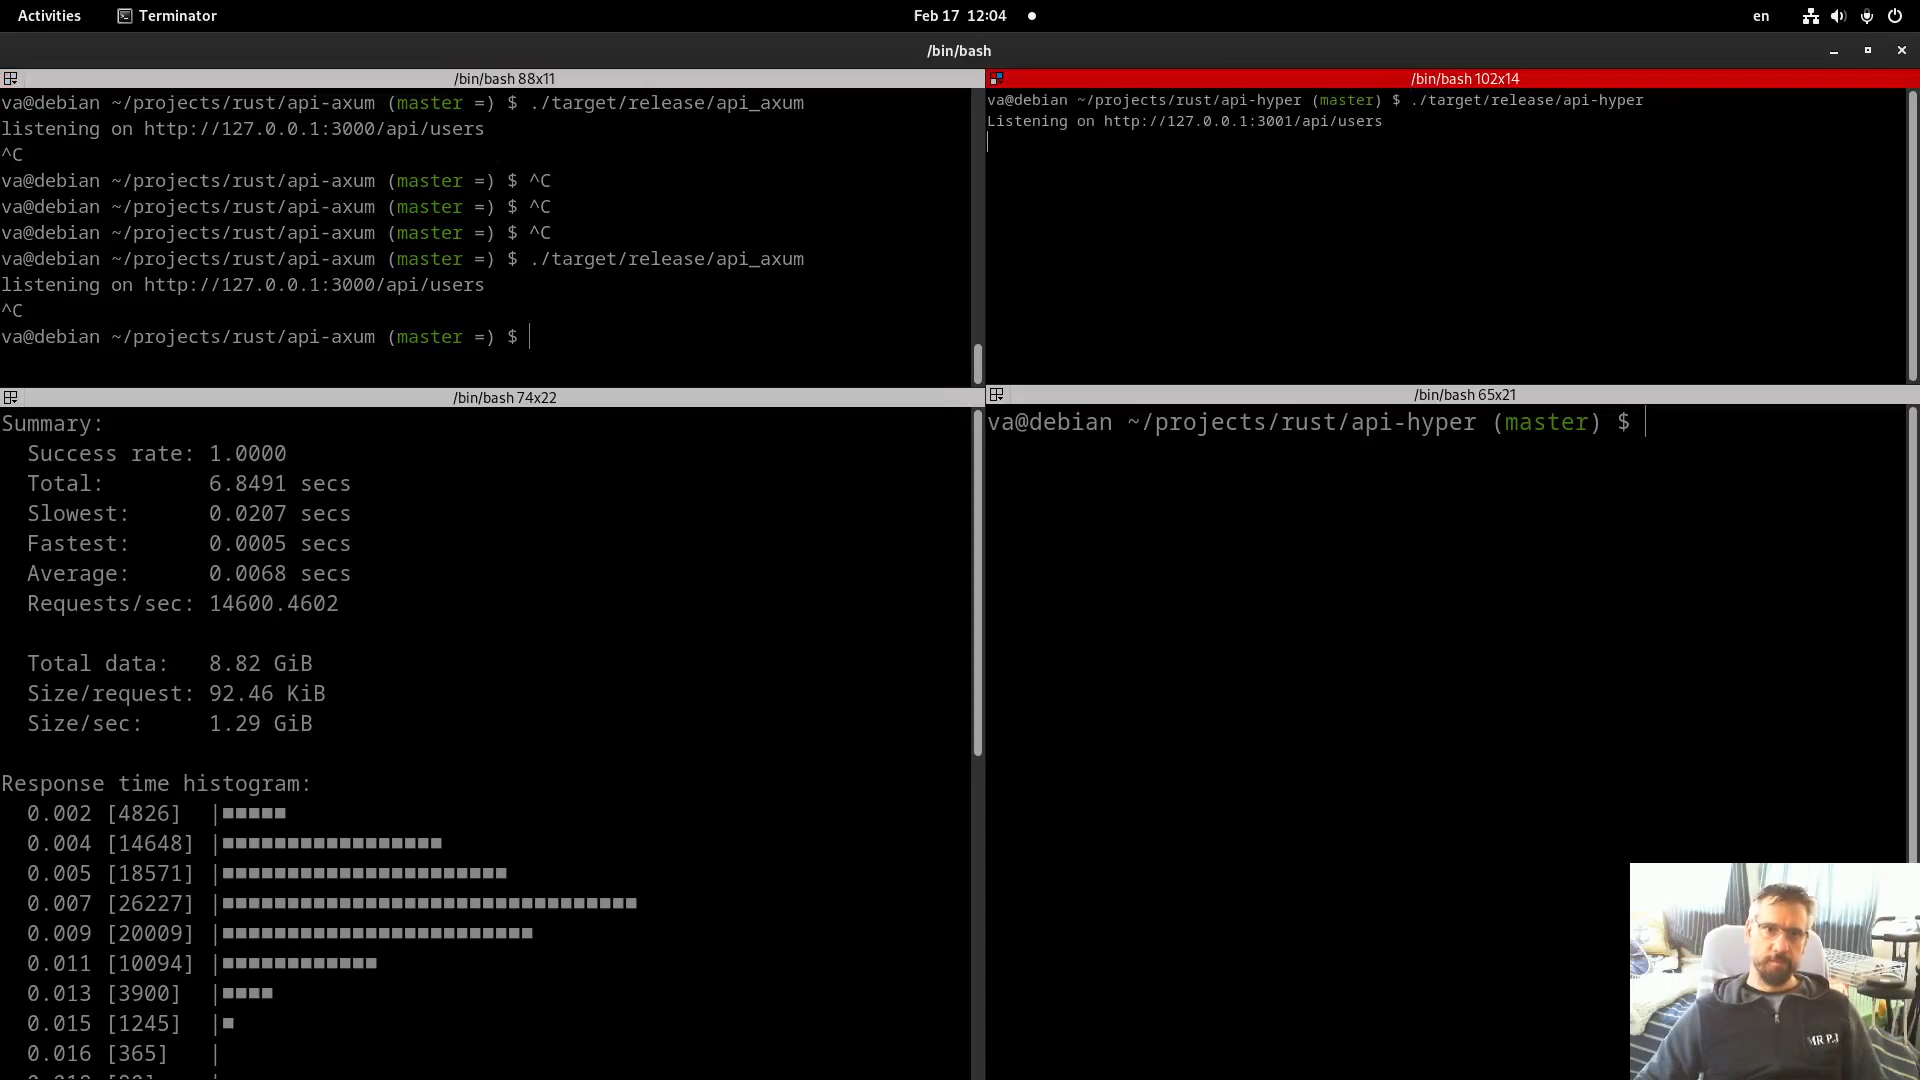 Activities Terminator Feb 17 12:04 en
/bin/bash
/bin/bash 88x11
va@debian ~/projects/rust/api-axum (master =) $ ./target/release/api_axum
listening on http://127.0.0.1:3000/api/users
^C
va@debian ~/projects/rust/api-axum (master =) $ ^C
va@debian ~/projects/rust/api-axum (master =) $ ^C
va@debian ~/projects/rust/api-axum (master =) $ ^C
va@debian ~/projects/rust/api-axum (master =) $ ./target/release/api_axum
listening on http://127.0.0.1:3000/api/users
^C
va@debian ~/projects/rust/api-axum (master =) $
/bin/bash 102x14
va@debian ~/projects/rust/api-hyper (master) $ ./target/release/api-hyper
Listening on http://127.0.0.1:3001/api/users
/bin/bash 74x22
Summary:
Success rate: 1.0000
Total: 6.8491 secs
Slowest: 0.0207 secs
Fastest: 0.0005 secs
Average: 0.0068 secs
Requests/sec: 14600.4602
Total data: 8.82 GiB
Size/request: 92.46 KiB
Size/sec: 1.29 GiB
Response time histogram:
0.002 [4826] |■■■■■
0.004 [14648] |■■■■■■■■■■■■■■■■■
0.005 [18571] |■■■■■■■■■■■■■■■■■■■■■■
0.007 [26227] |■■■■■■■■■■■■■■■■■■■■■■■■■■■■■■■■
0.009 [20009] |■■■■■■■■■■■■■■■■■■■■■■■■
0.011 [10094] |■■■■■■■■■■■■
0.013 [3900] |■■■■
0.015 [1245] |■
0.016 [365] |
/bin/bash 65x21
va@debian ~/projects/rust/api-hyper (master) $
MR P.J